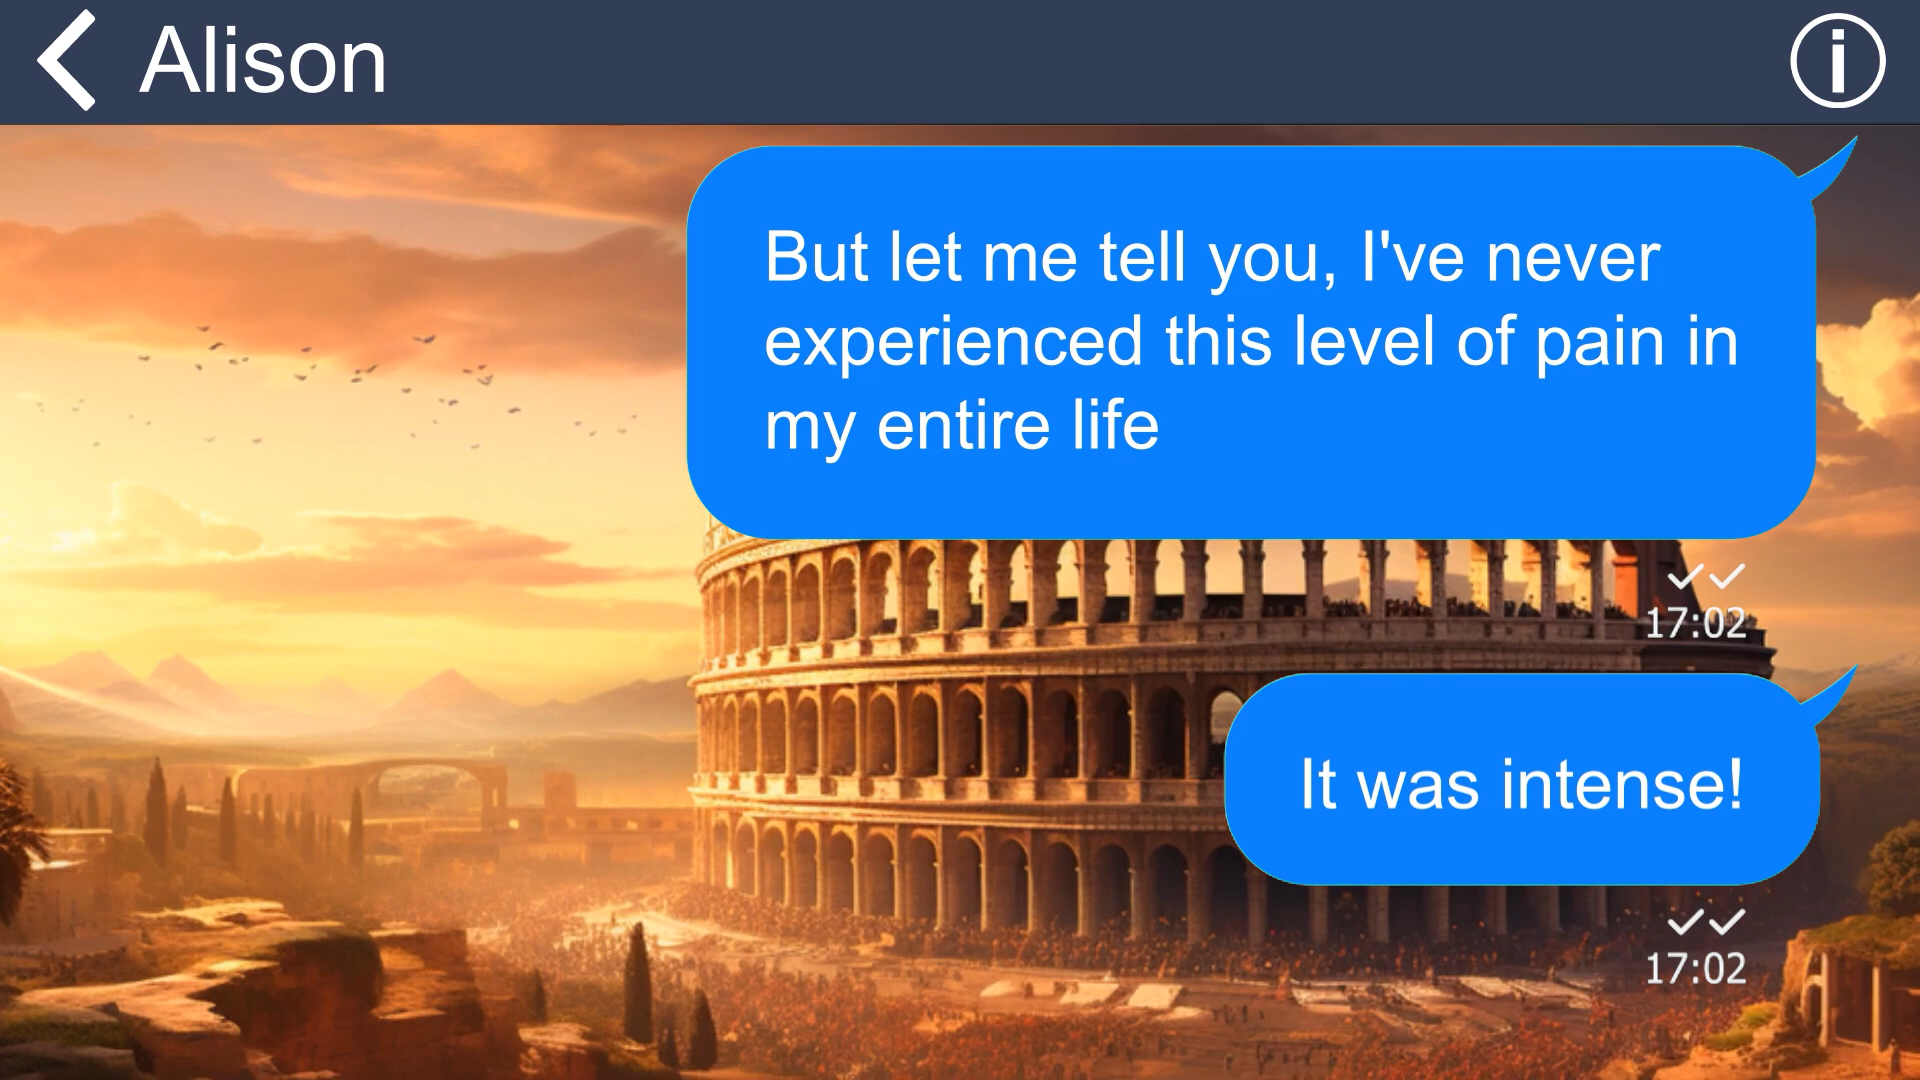 Alison
But let me tell you, I've never
experienced this level of pain in
my entire life
17:02
It was intense!
17:02